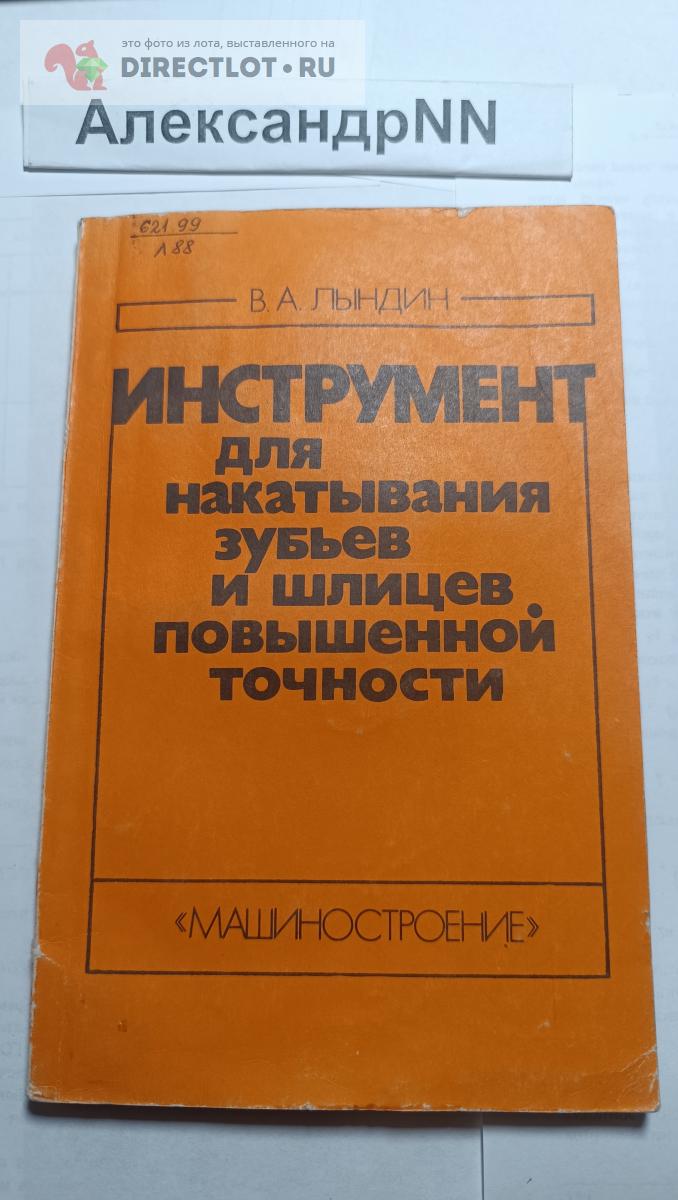 это фото из лота, выставленного на
DIRECTLOT.RU
АлександрNN
621.99
Л88
В. А. ЛЫНДИН
ИНСТРУМЕНТ
для
накатывания
зубьев
и шлицев
повышенной
точности
«МАШИНОСТРОЕНИЕ»